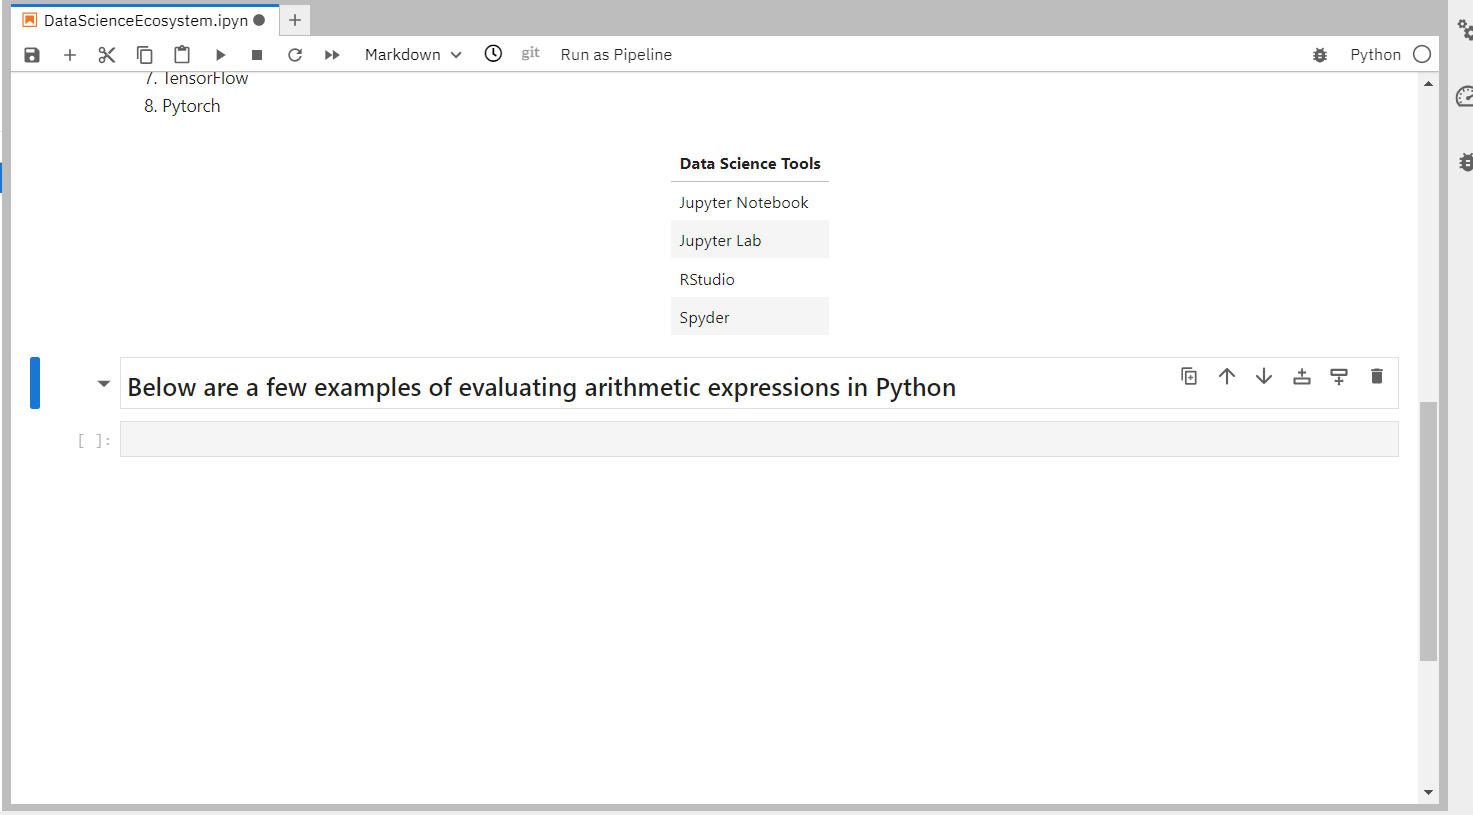 DataScienceEcosystem.ipyn
Markdown git Run as Pipeline Python
7. TensorFlow
8. Pytorch
Data Science Tools
Jupyter Notebook
Jupyter Lab
RStudio
Spyder
Below are a few examples of evaluating arithmetic expressions in Python
[ ]: